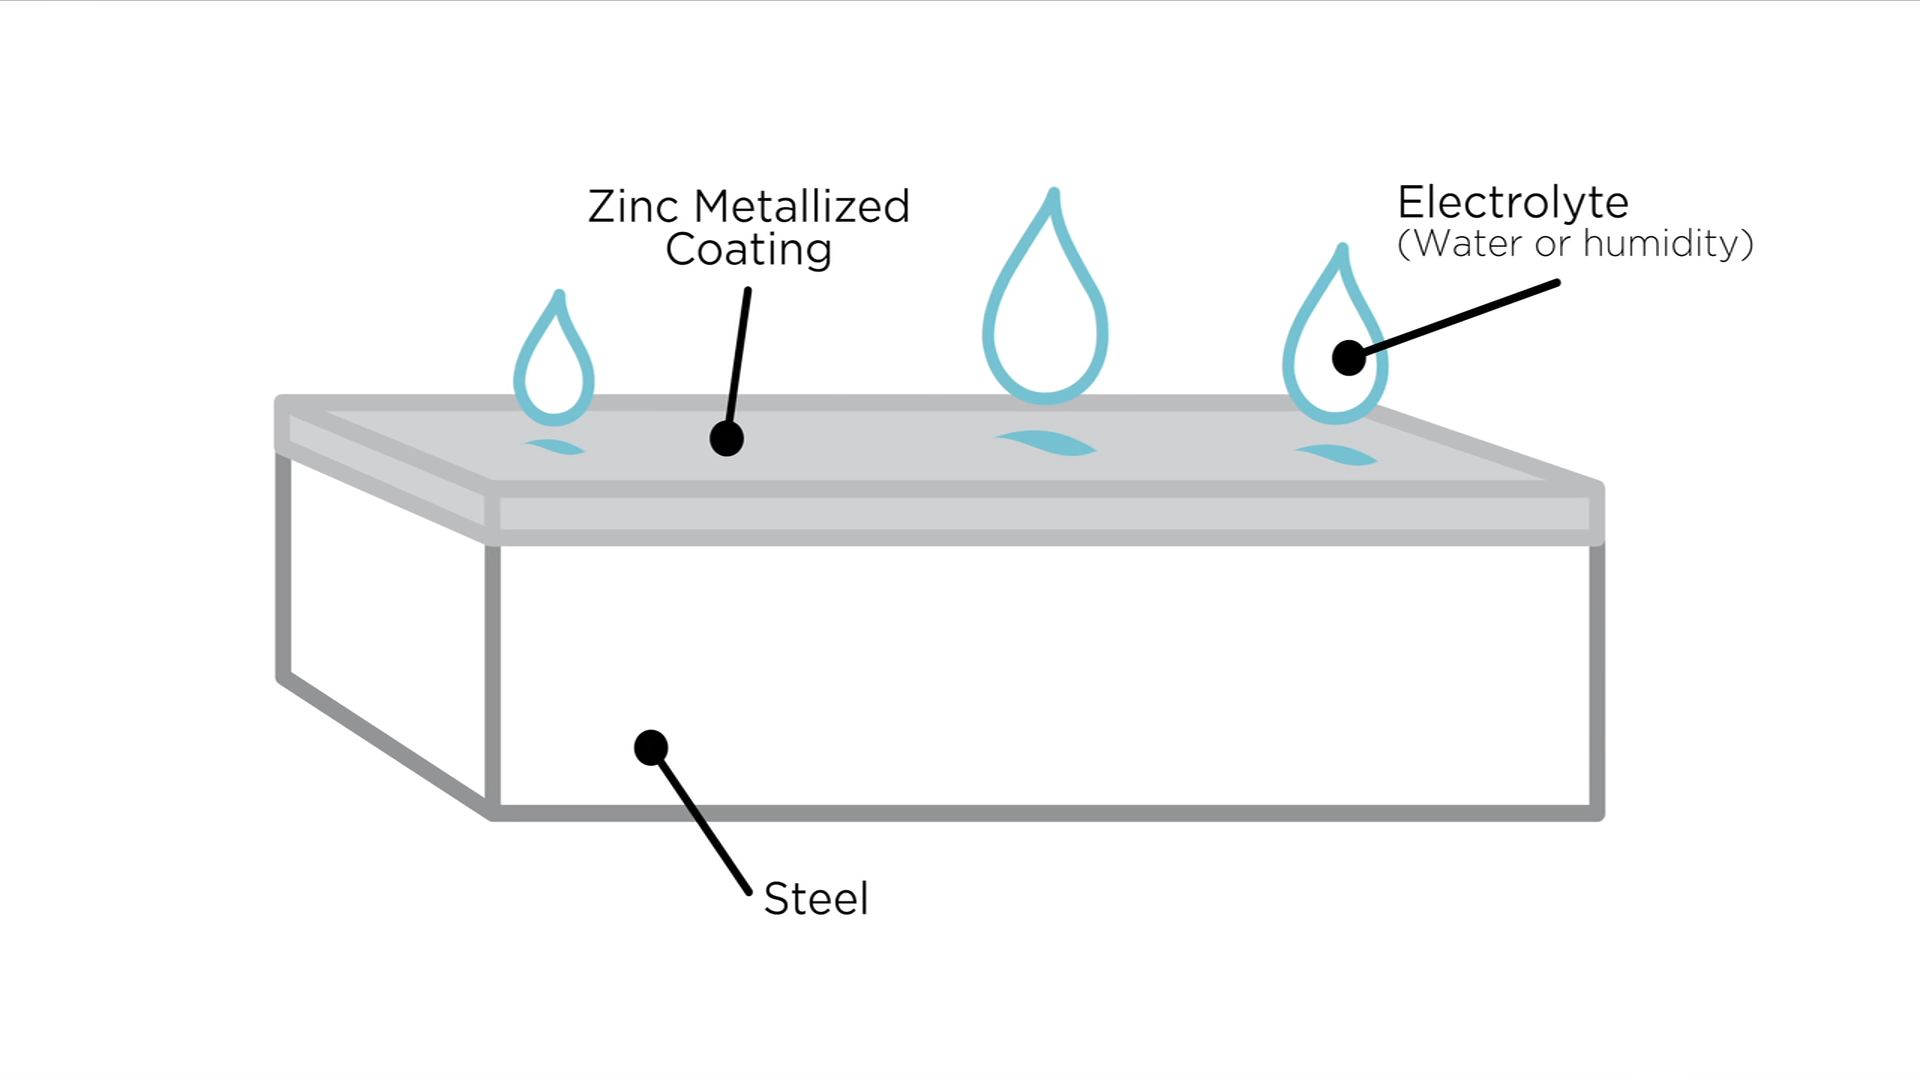 Zinc Metallized
Coating
Electrolyte
(Water or humidity)
Steel